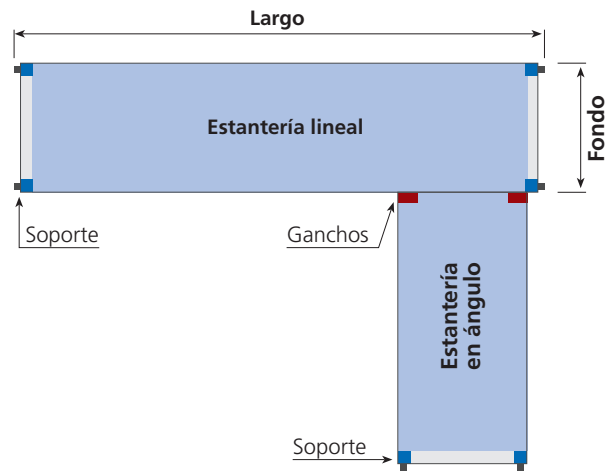 Largo
Estantería lineal
Fondo
Soporte
Ganchos
Estantería
en ángulo
Soporte